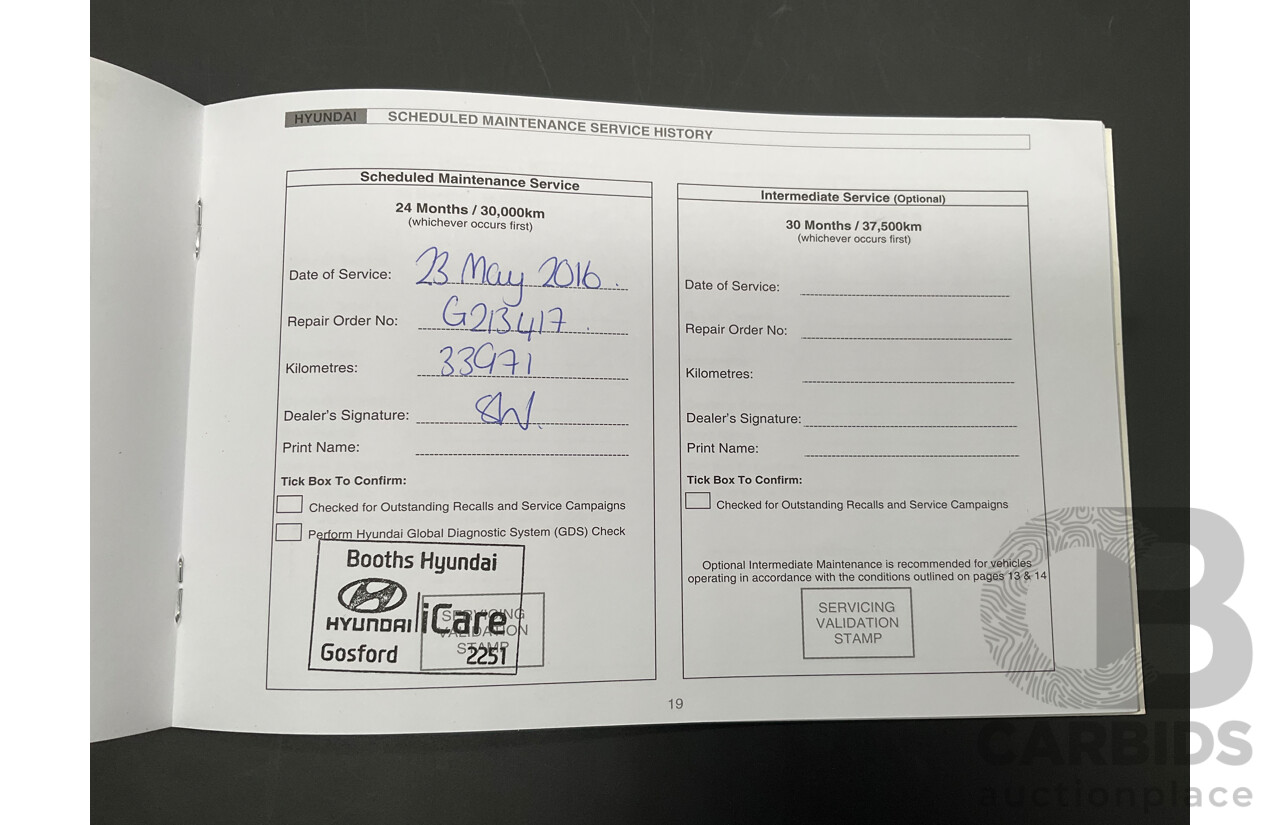 HYUNDAI SCHEDULED MAINTENANCE SERVICE HISTORY
Scheduled Maintenance Service
24 Months / 30,000km
(whichever occurs first)
Date of Service: 23 May 2016.
Repair Order No: G213417
Kilometres: 33971
Dealer's Signature:
Print Name:
Tick Box To Confirm:
Checked for Outstanding Recalls and Service Campaigns
Perform Hyundai Global Diagnostic System (GDS) Check
Booths Hyundai
HYUNDAI iCare
Gosford 2251
SERVICING
VALIDATION
STAMP
Intermediate Service (Optional)
30 Months / 37,500km
(whichever occurs first)
Date of Service:
Repair Order No:
Kilometres:
Dealer's Signature:
Print Name:
Tick Box To Confirm:
Checked for Outstanding Recalls and Service Campaigns
Optional Intermediate Maintenance is recommended for vehicles
operating in accordance with the conditions outlined on pages 13 & 14
SERVICING
VALIDATION
STAMP
19
CARBIDS
auctionplace